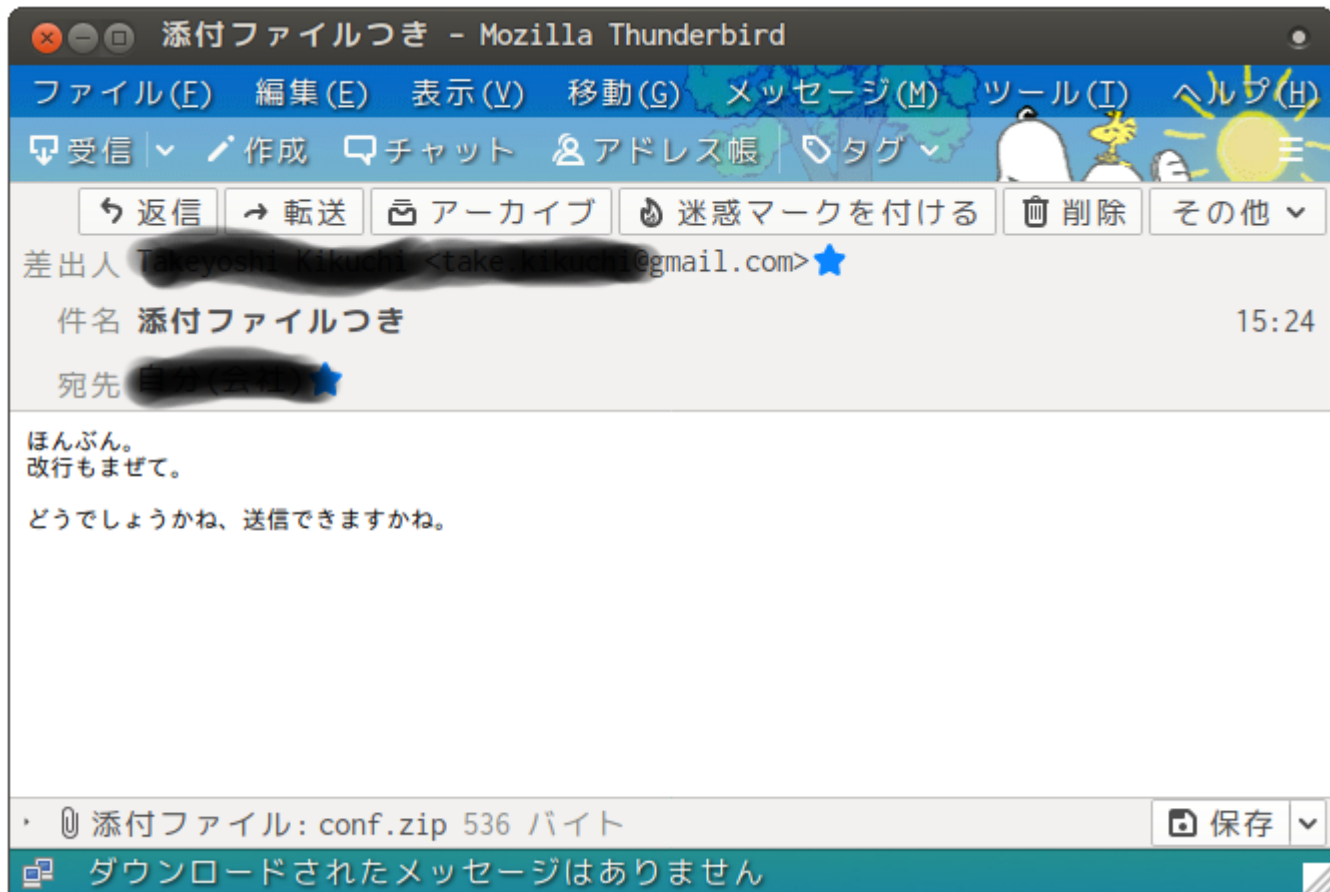 添付ファイルつき - Mozilla Thunderbird
ファイル(F) 編集(E) 表示(V) 移動(G) メッセージ(M) ツール(T) ヘルプ(H)
受信 作成 チャット アドレス帳 タグ
返信 転送 アーカイブ 迷惑マークを付ける 削除 その他
差出人 @gmail.com>
件名 添付ファイルつき 15:24
宛先
ほんぶん。
改行もまぜて。
どうでしょうかね、送信できますかね。
添付ファイル: conf.zip 536 バイト 保存
ダウンロードされたメッセージはありません